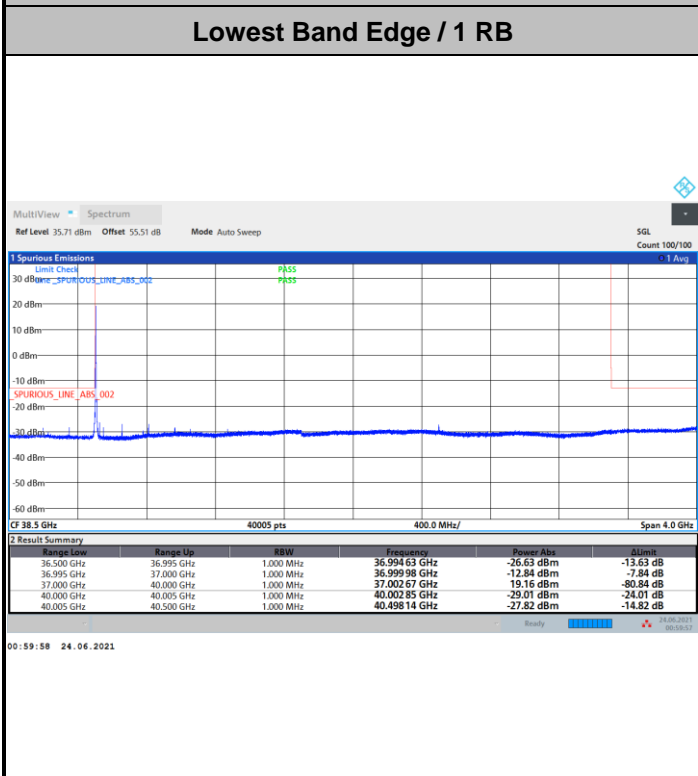 Lowest Band Edge / 1 RB
MultiView Spectrum
Ref Level 35.71 dBm Offset 55.51 dB Mode Auto Sweep SGL
Count 100/100
1 Spurious Emissions 1 Avg
Limit Check PASS
30 dBm Line _SPURIOUS_LINE_ABS_002 PASS
20 dBm
10 dBm
0 dBm
-10 dBm
_SPURIOUS_LINE_ABS_002
-20 dBm
-30 dBm
-40 dBm
-50 dBm
-60 dBm
CF 38.5 GHz 40005 pts 400.0 MHz/ Span 4.0 GHz
2 Result Summary
Range Low Range Up RBW Frequency Power Abs ΔLimit
36.500 GHz 36.995 GHz 1.000 MHz 36.994 63 GHz -26.63 dBm -13.63 dB
36.995 GHz 37.000 GHz 1.000 MHz 36.999 98 GHz -12.84 dBm -7.84 dB
37.000 GHz 40.000 GHz 1.000 MHz 37.002 67 GHz 19.16 dBm -80.84 dB
40.000 GHz 40.005 GHz 1.000 MHz 40.002 85 GHz -29.01 dBm -24.01 dB
40.005 GHz 40.500 GHz 1.000 MHz 40.498 14 GHz -27.82 dBm -14.82 dB
Ready 24.06.2021
00:59:57
00:59:58 24.06.2021